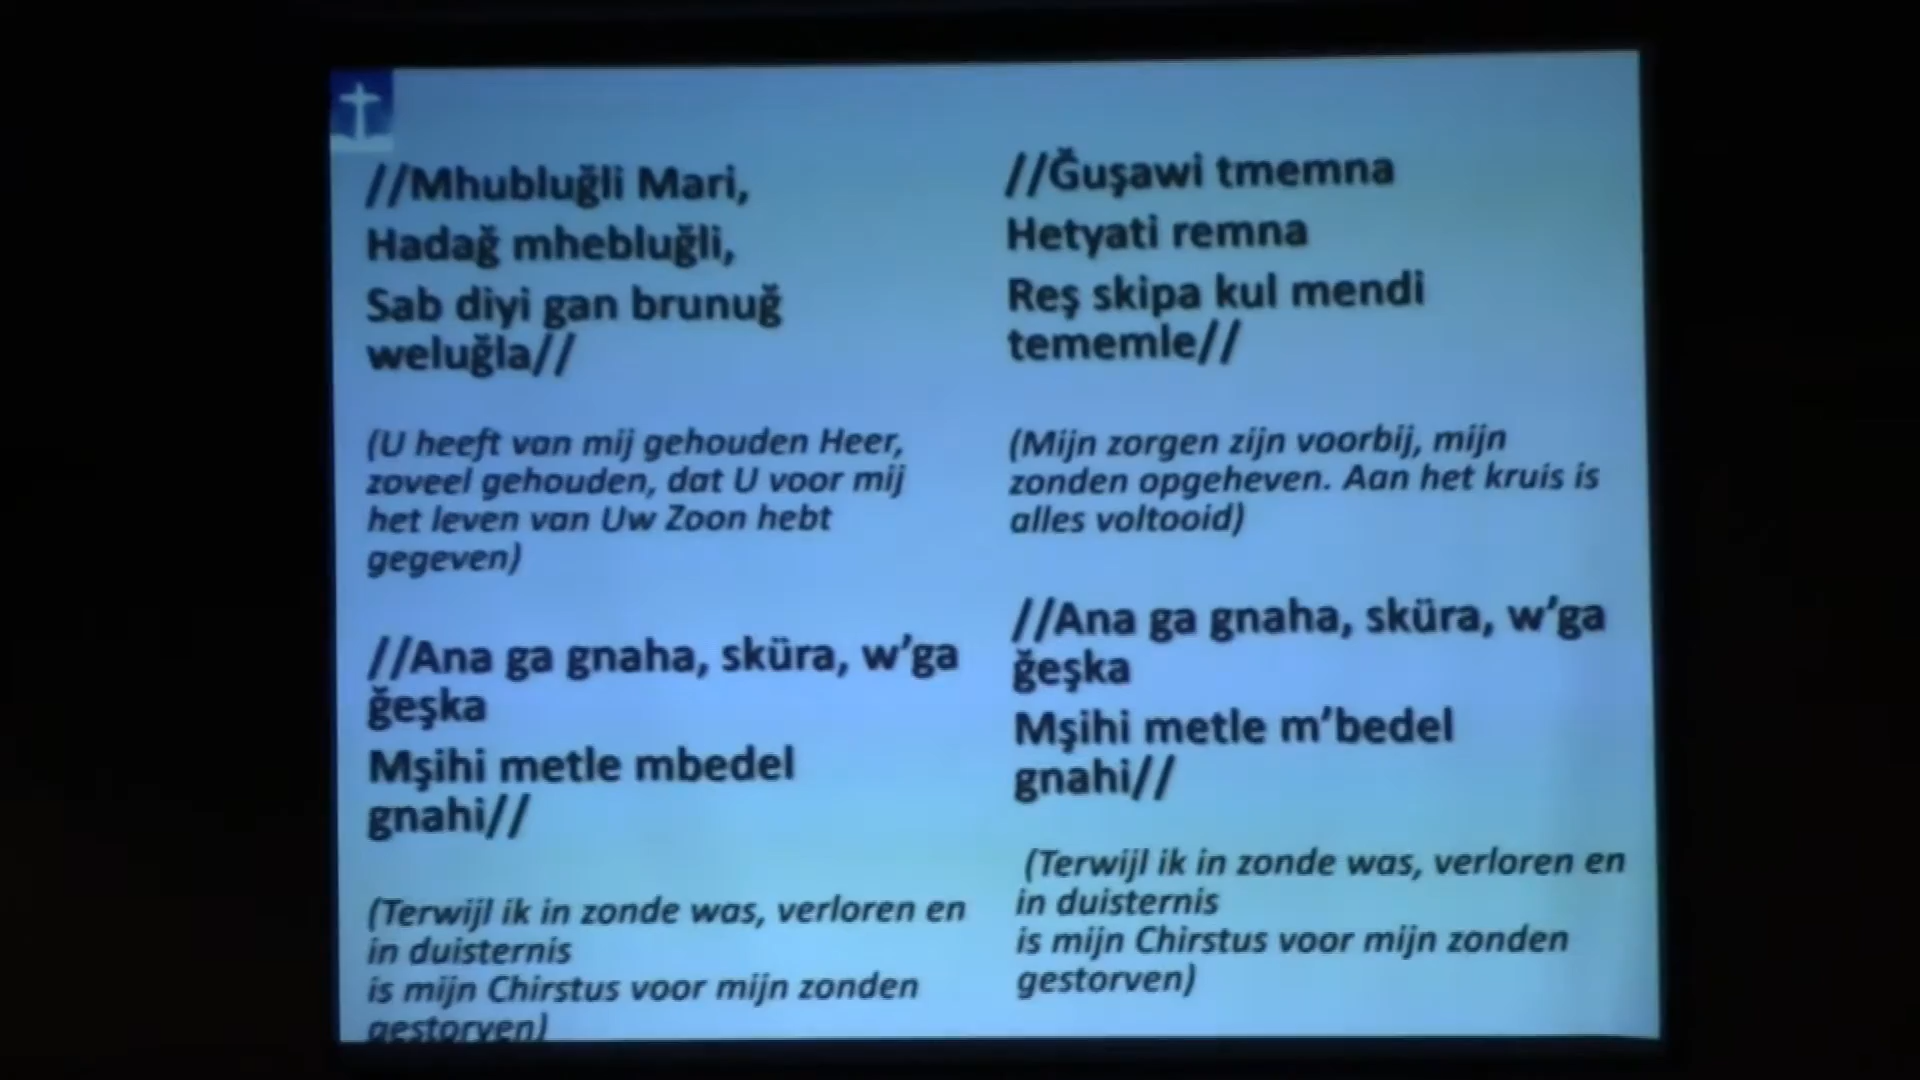 //Mhubluğli Mari,
Hadağ mhebluğli,
Sab diyi gan brunuğ
weluğla//
(U heeft van mij gehouden Heer,
zoveel gehouden, dat U voor mij
het leven van Uw Zoon hebt
gegeven)
//Ana ga gnaha, sküra, w’ga
ğeşka
Mşihi metle mbedel
gnahi//
(Terwijl ik in zonde was, verloren en
in duisternis
is mijn Chirstus voor mijn zonden
gestorven)
//Ğuşawi tmemna
Hetyati remna
Reş skipa kul mendi
tememle//
(Mijn zorgen zijn voorbij, mijn
zonden opgeheven. Aan het kruis is
alles voltooid)
//Ana ga gnaha, sküra, w’ga
ğeşka
Mşihi metle m’bedel
gnahi//
(Terwijl ik in zonde was, verloren en
in duisternis
is mijn Chirstus voor mijn zonden
gestorven)